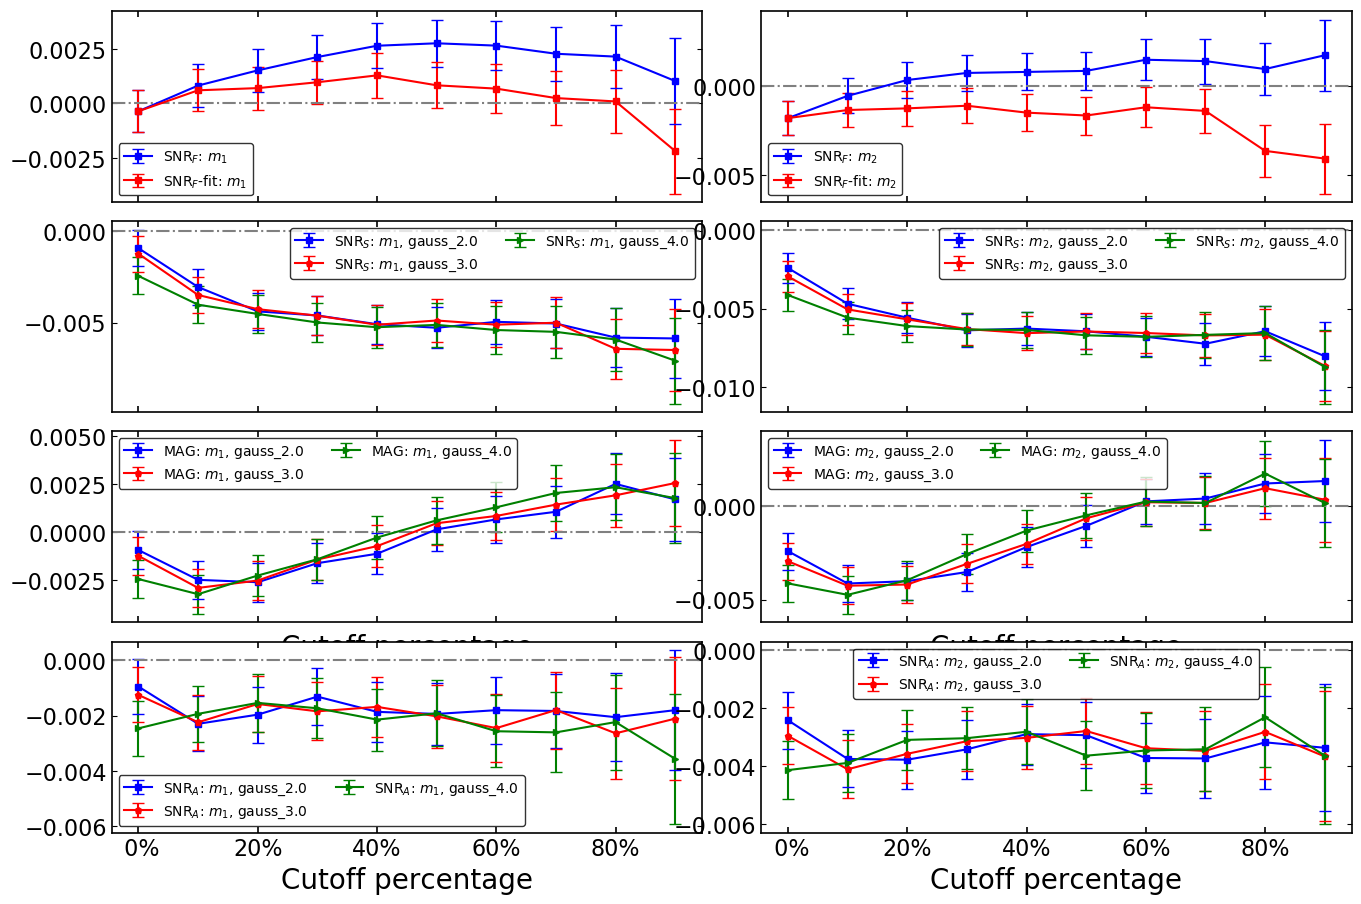 0.0025
0.0000
−0.0025
SNR_F: m_1
SNR_F-fit: m_1
0.000
−0.005
SNR_F: m_2
SNR_F-fit: m_2
0.000
−0.005
SNR_S: m_1, gauss_2.0
SNR_S: m_1, gauss_3.0
SNR_S: m_1, gauss_4.0
0.000
−0.005
−0.010
SNR_S: m_2, gauss_2.0
SNR_S: m_2, gauss_3.0
SNR_S: m_2, gauss_4.0
0.0050
0.0025
0.0000
−0.0025
MAG: m_1, gauss_2.0
MAG: m_1, gauss_3.0
MAG: m_1, gauss_4.0
Cutoff percentage
0.000
−0.005
MAG: m_2, gauss_2.0
MAG: m_2, gauss_3.0
MAG: m_2, gauss_4.0
Cutoff percentage
0.000
−0.002
−0.004
−0.006
SNR_A: m_1, gauss_2.0
SNR_A: m_1, gauss_3.0
SNR_A: m_1, gauss_4.0
0% 20% 40% 60% 80%
Cutoff percentage
0.000
−0.002
−0.004
−0.006
SNR_A: m_2, gauss_2.0
SNR_A: m_2, gauss_3.0
SNR_A: m_2, gauss_4.0
0% 20% 40% 60% 80%
Cutoff percentage